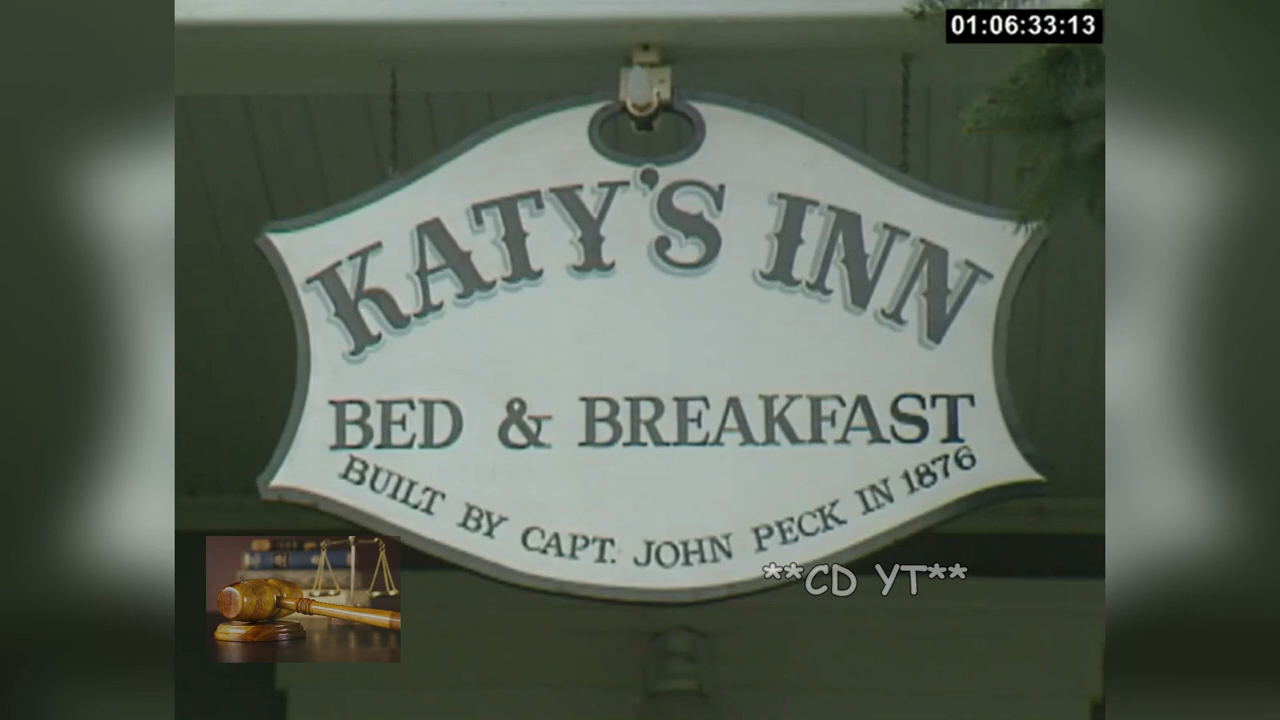 01:06:33:13
KATY'S INN
BED & BREAKFAST
BUILT BY CAPT. JOHN PECK IN 1876
**CD YT**